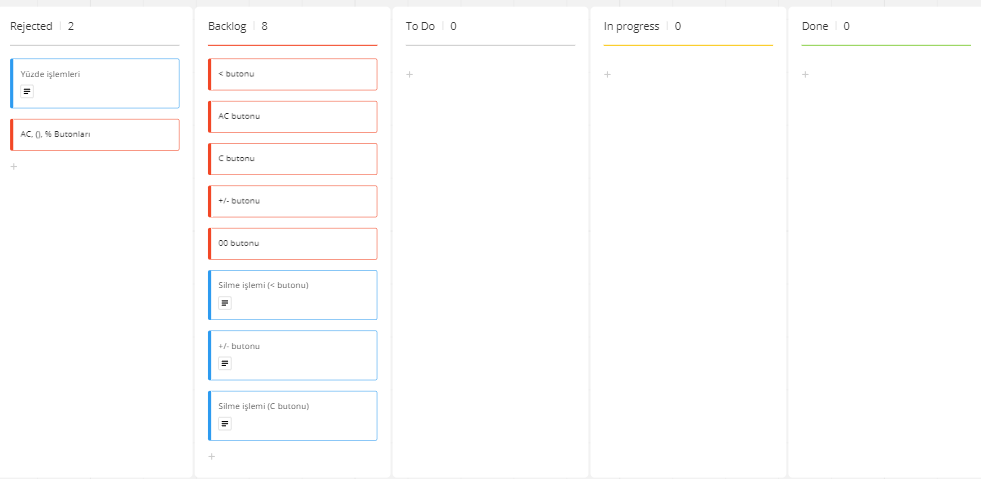 Rejected 2
Yüzde işlemleri
AC, (), % Butonları
+
Backlog 8
< butonu
AC butonu
C butonu
+/- butonu
00 butonu
Silme işlemi (< butonu)
+/- butonu
Silme işlemi (C butonu)
+
To Do 0
+
In progress 0
+
Done 0
+